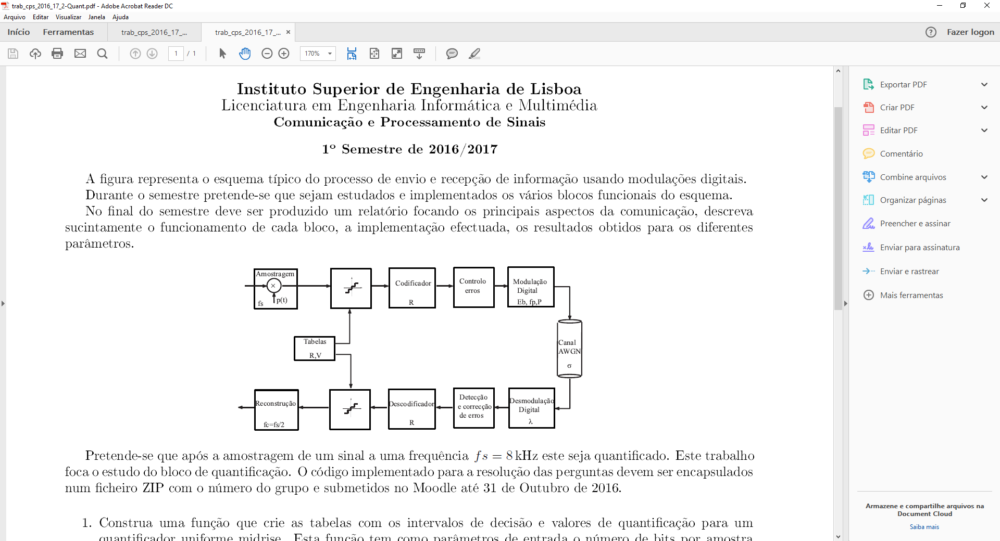 trab_cps_2016_17_2-Quant.pdf - Adobe Acrobat Reader DC
Arquivo Editar Visualizar Janela Ajuda
Início Ferramentas trab_cps_2016_17_... trab_cps_2016_17_... × Fazer logon
1 / 1 170%
Instituto Superior de Engenharia de Lisboa
Licenciatura em Engenharia Informática e Multimédia
Comunicação e Processamento de Sinais
1º Semestre de 2016/2017
A figura representa o esquema típico do processo de envio e recepção de informação usando modulações digitais.
Durante o semestre pretende-se que sejam estudados e implementados os vários blocos funcionais do esquema.
No final do semestre deve ser produzido um relatório focando os principais aspectos da comunicação, descreva
sucintamente o funcionamento de cada bloco, a implementação efectuada, os resultados obtidos para os diferentes
parâmetros.
Amostragem
×
fs p(t)
Codificador
R
Controlo
erros
Modulação
Digital
Eb, fp,P
Tabelas
R,V
Canal
AWGN
σ
Reconstrução
fc=fs/2
Descodificador
R
Detecção
e correcção
de erros
Desmodulação
Digital
λ
Pretende-se que após a amostragem de um sinal a uma frequência fs = 8 kHz este seja quantificado. Este trabalho
foca o estudo do bloco de quantificação. O código implementado para a resolução das perguntas devem ser encapsulados
num ficheiro ZIP com o número do grupo e submetidos no Moodle até 31 de Outubro de 2016.
1. Construa uma função que crie as tabelas com os intervalos de decisão e valores de quantificação para um
quantificador uniforme midrise. Esta função tem como parâmetros de entrada o número de bits por amostra
Exportar PDF
Criar PDF
Editar PDF
Comentário
Combine arquivos
Organizar páginas
Preencher e assinar
Enviar para assinatura
Enviar e rastrear
Mais ferramentas
Armazene e compartilhe arquivos na
Document Cloud
Saiba mais